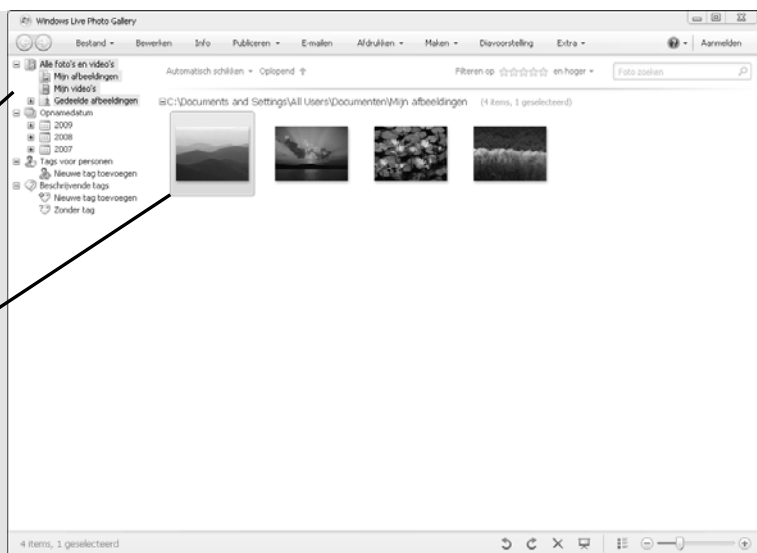 Windows Live Photo Gallery
Bestand Bewerken Info Publiceren E-mailen Afdrukken Maken Diavoorstelling Extra Aanmelden
Automatisch schikken Oplopend Filteren op en hoger Foto zoeken
Alle foto's en video's
Mijn afbeeldingen
Mijn video's
Gedeelde afbeeldingen
Opnamedatum
2009
2008
2007
Tags voor personen
Nieuwe tag toevoegen
Beschrijvende tags
Nieuwe tag toevoegen
Zonder tag
C:\Documents and Settings\All Users\Documenten\Mijn afbeeldingen (4 items, 1 geselecteerd)
4 items, 1 geselecteerd